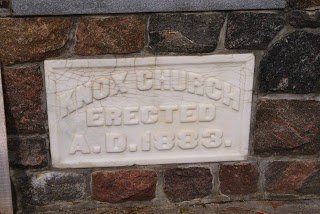 KNOX CHURCH
ERECTED
A.D. 1883.